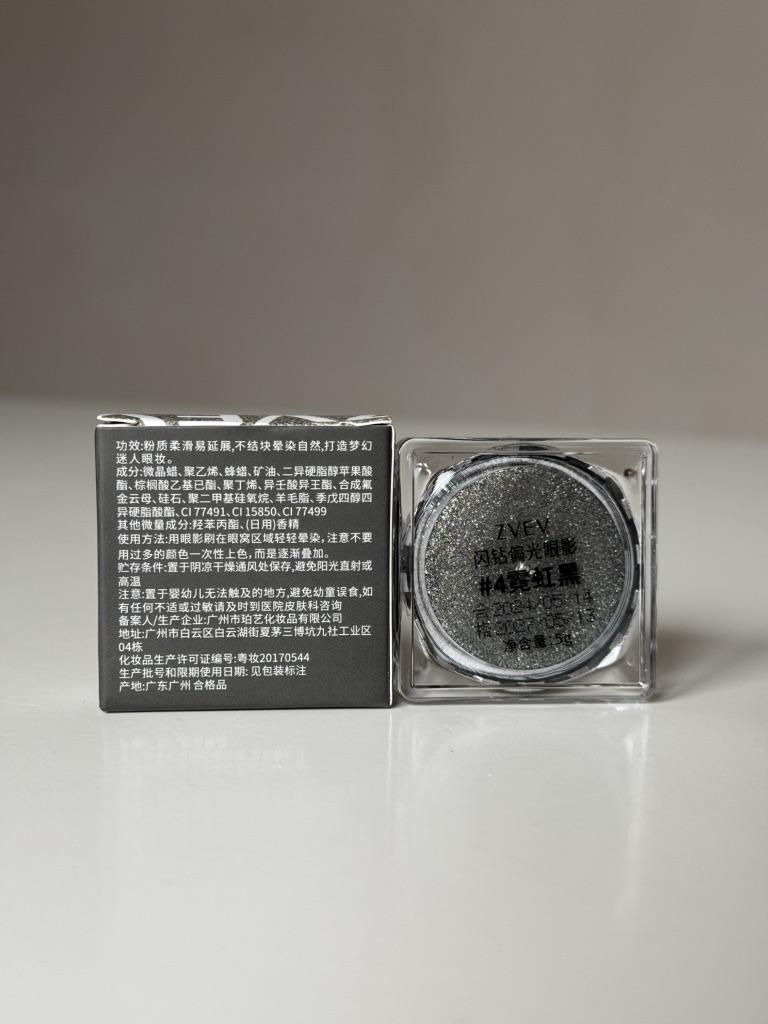 功效:粉质柔滑易延展,不结块晕染自然,打造梦幻
迷人眼妆。
成分:微晶蜡、聚乙烯、蜂蜡、矿油、二异硬脂醇苹果酸
酯、棕榈酸乙基己酯、聚丁烯、异壬酸异壬酯、合成氟
金云母、硅石、聚二甲基硅氧烷、羊毛脂、季戊四醇四
异硬脂酸酯、CI 77491、CI 15850、CI 77499
其他微量成分:羟苯丙酯、(日用)香精
使用方法:用眼影刷在眼窝区域轻轻晕染,注意不要
用过多的颜色一次性上色,而是逐渐叠加。
贮存条件:置于阴凉干燥通风处保存,避免阳光直射或
高温
注意:置于婴幼儿无法触及的地方,避免幼童误食,如
有任何不适或过敏请及时到医院皮肤科咨询
备案人/生产企业:广州市珀艺化妆品有限公司
地址:广州市白云区白云湖街夏茅三博坑九社工业区
04栋
化妆品生产许可证编号:粤妆20170544
生产批号和限期使用日期: 见包装标注
产地:广东广州 合格品
ZVEV
闪钻偏光眼影
#4霓虹黑
合 2024.05.14
格 2027.05.13
净含量:5g